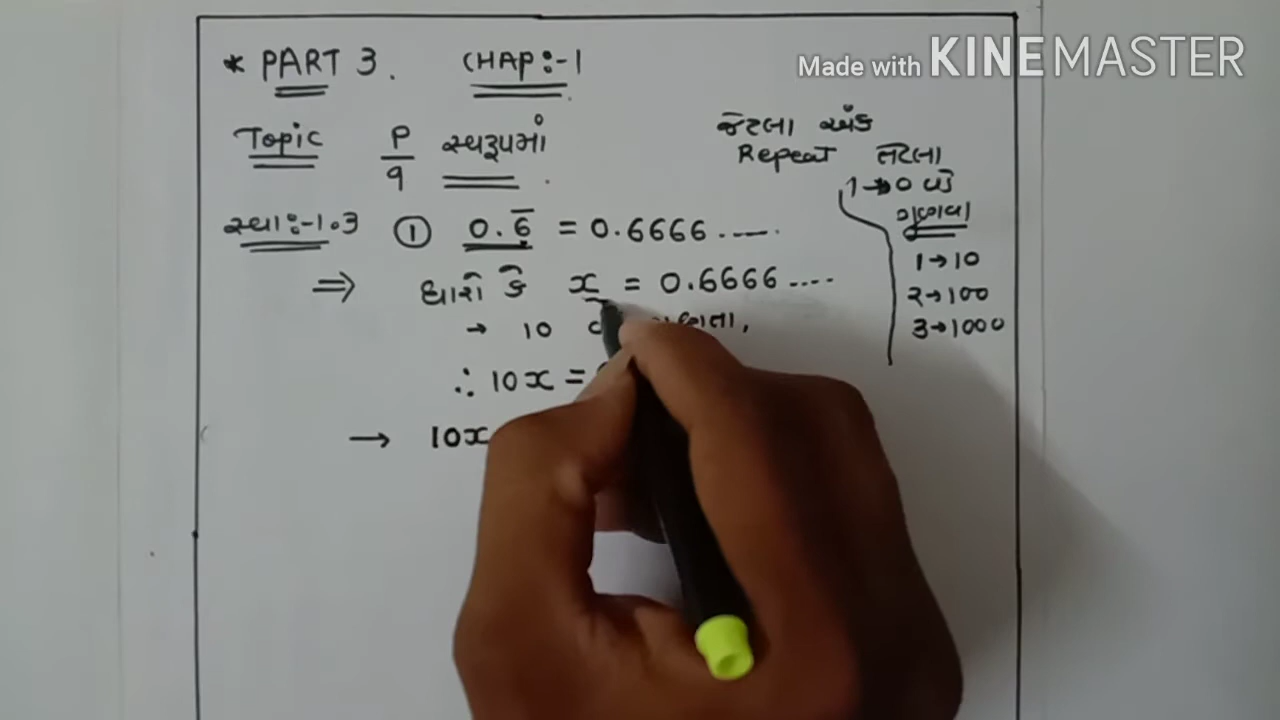 Made with KINEMASTER
* PART 3. CHAP :- 1
Topic P/q સ્વરૂપમાં.
સ્વા :- 1.3 ① 0.6̅ = 0.6666.....
⇒ ધારો કે x = 0.6666....
→ 10
∴ 10x =
→ 10x
જેટલા અંક
Repeat તેટલા
1 → 0 વડે
ગુણવા
1 → 10
2 → 100
3 → 1000